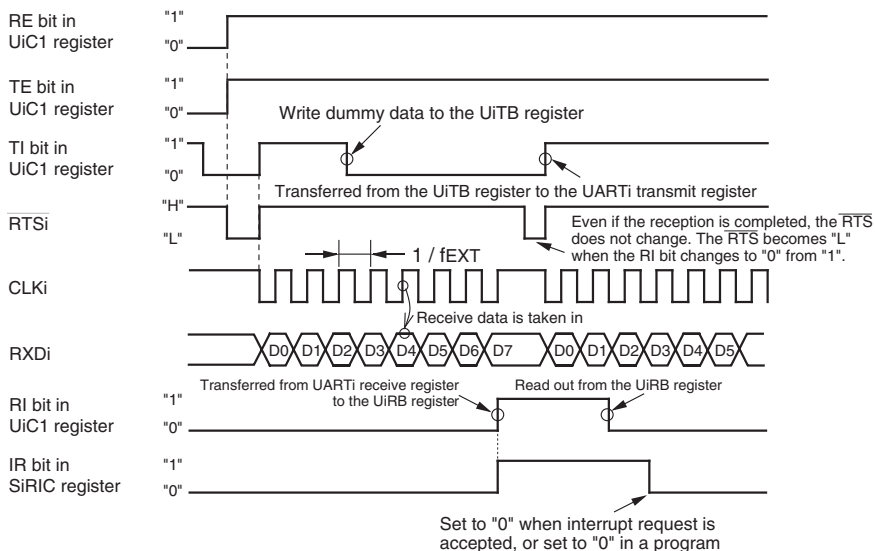 RE bit in
UiC1 register
"1"
"0"
TE bit in
UiC1 register
"1"
"0"
Write dummy data to the UiTB register
TI bit in
UiC1 register
"1"
"0"
Transferred from the UiTB register to the UARTi transmit register
RTSi
"H"
"L"
Even if the reception is completed, the RTS
does not change. The RTS becomes "L"
when the RI bit changes to "0" from "1".
1 / fEXT
CLKi
Receive data is taken in
RXDi
D0 D1 D2 D3 D4 D5 D6 D7 D0 D1 D2 D3 D4 D5
Transferred from UARTi receive register
to the UiRB register
Read out from the UiRB register
RI bit in
UiC1 register
"1"
"0"
IR bit in
SiRIC register
"1"
"0"
Set to "0" when interrupt request is
accepted, or set to "0" in a program